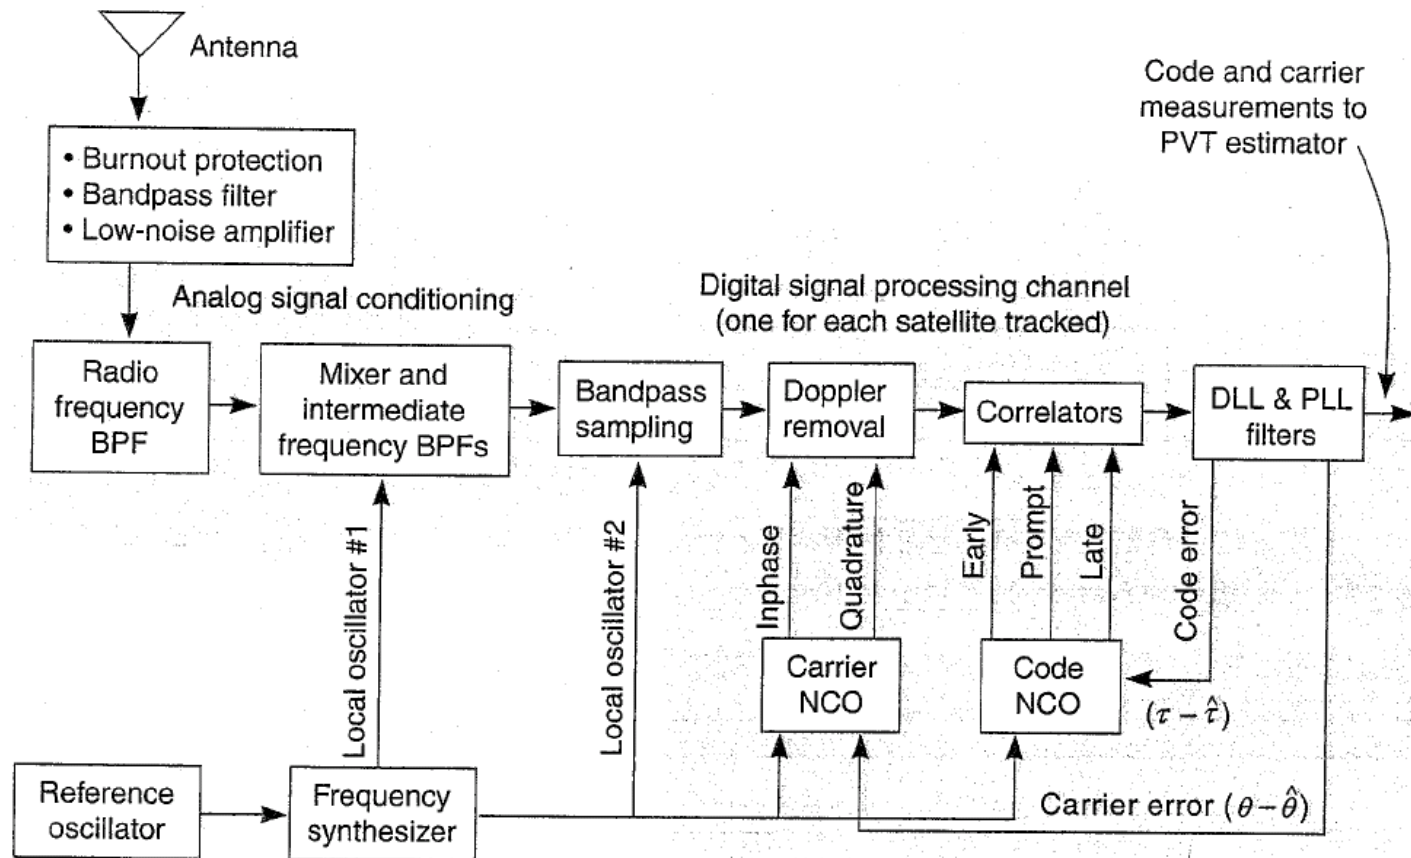 Antenna
Code and carrier
measurements to
PVT estimator
• Burnout protection
• Bandpass filter
• Low-noise amplifier
Analog signal conditioning
Digital signal processing channel
(one for each satellite tracked)
Radio
frequency
BPF
Mixer and
intermediate
frequency BPFs
Bandpass
sampling
Doppler
removal
Correlators
DLL & PLL
filters
Local oscillator #1
Local oscillator #2
Inphase
Quadrature
Early
Prompt
Late
Code error
Carrier
NCO
Code
NCO
(τ − τ̂)
Reference
oscillator
Frequency
synthesizer
Carrier error (θ − θ̂)